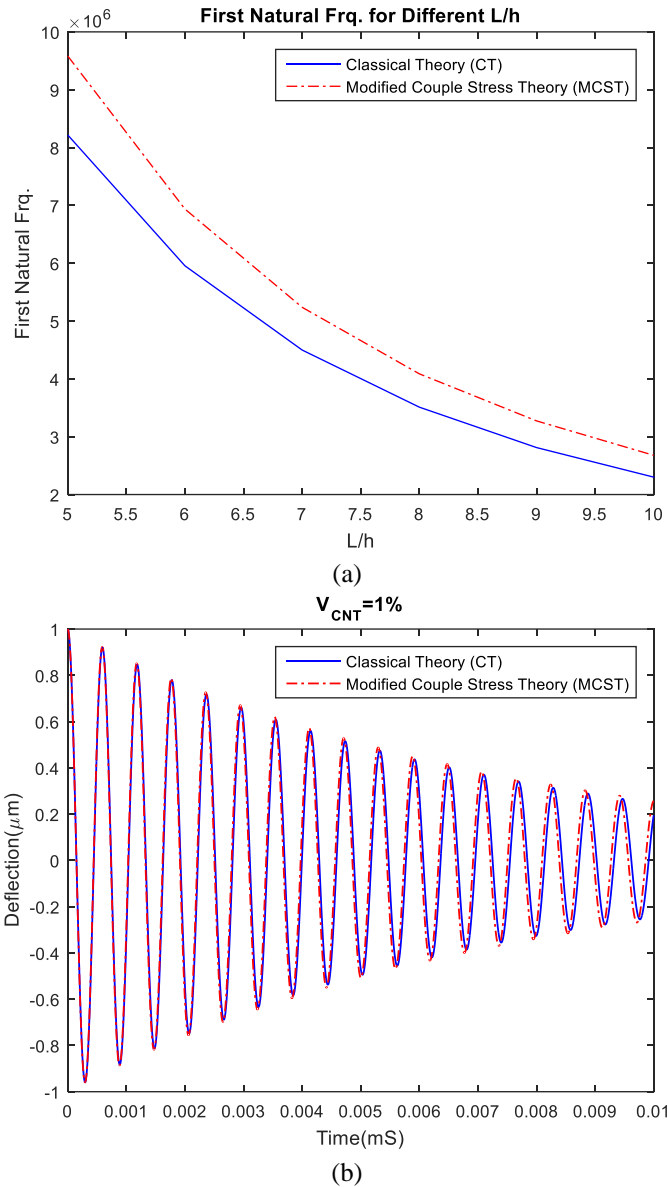 First Natural Frq. for Different L/h
×10⁶
10
9
8
7
6
5
4
3
2
First Natural Frq.
Classical Theory (CT)
Modified Couple Stress Theory (MCST)
5 5.5 6 6.5 7 7.5 8 8.5 9 9.5 10
L/h
(a)
V_CNT=1%
1
0.8
0.6
0.4
0.2
0
-0.2
-0.4
-0.6
-0.8
-1
Deflection(μm)
Classical Theory (CT)
Modified Couple Stress Theory (MCST)
0 0.001 0.002 0.003 0.004 0.005 0.006 0.007 0.008 0.009 0.01
Time(mS)
(b)